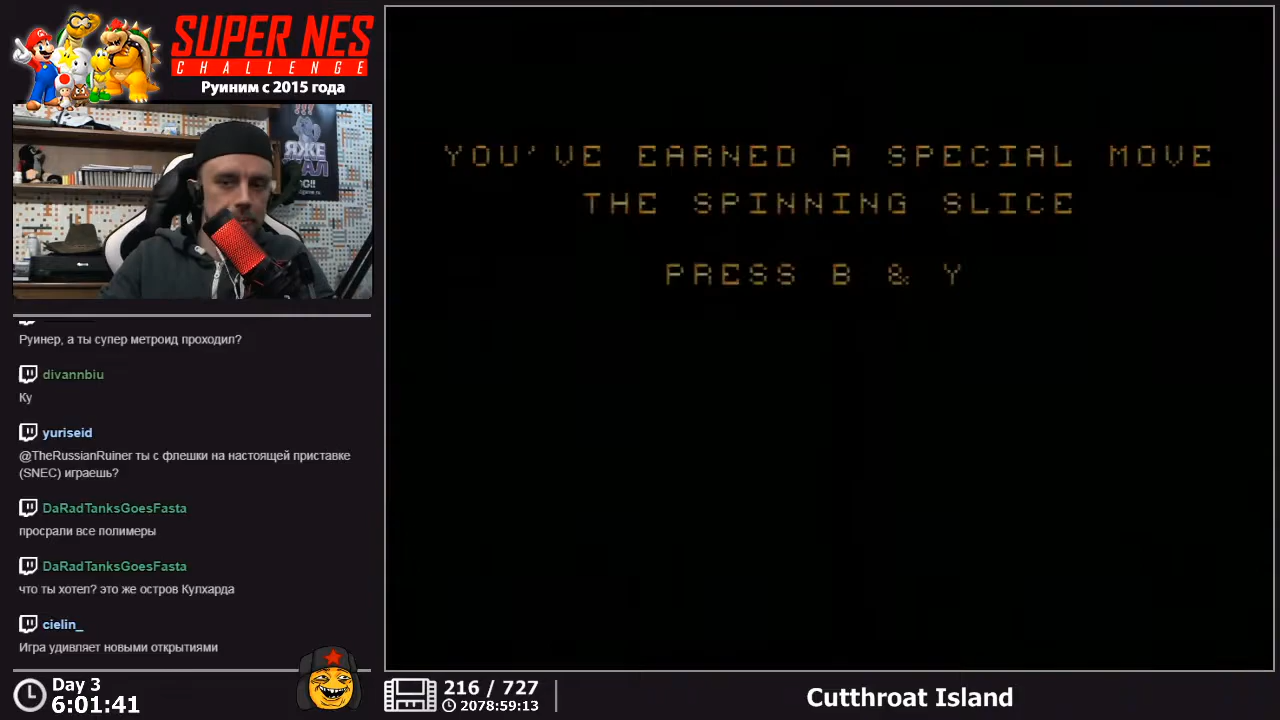 SUPER NES
CHALLENGE
Руиним с 2015 года
ЯЖЕ
Руинер, а ты супер метроид проходил?
divannbiu
Ку
yuriseid
@TheRussianRuiner ты с флешки на настоящей приставке
(SNEC) играешь?
DaRadTanksGoesFasta
просрали все полимеры
DaRadTanksGoesFasta
что ты хотел? это же остров Кулхарда
cielin_
Игра удивляет новыми открытиями
Day 3
6:01:41
YOU'VE EARNED A SPECIAL MOVE
THE SPINNING SLICE
PRESS B & Y
216 / 727
2078:59:13
Cutthroat Island